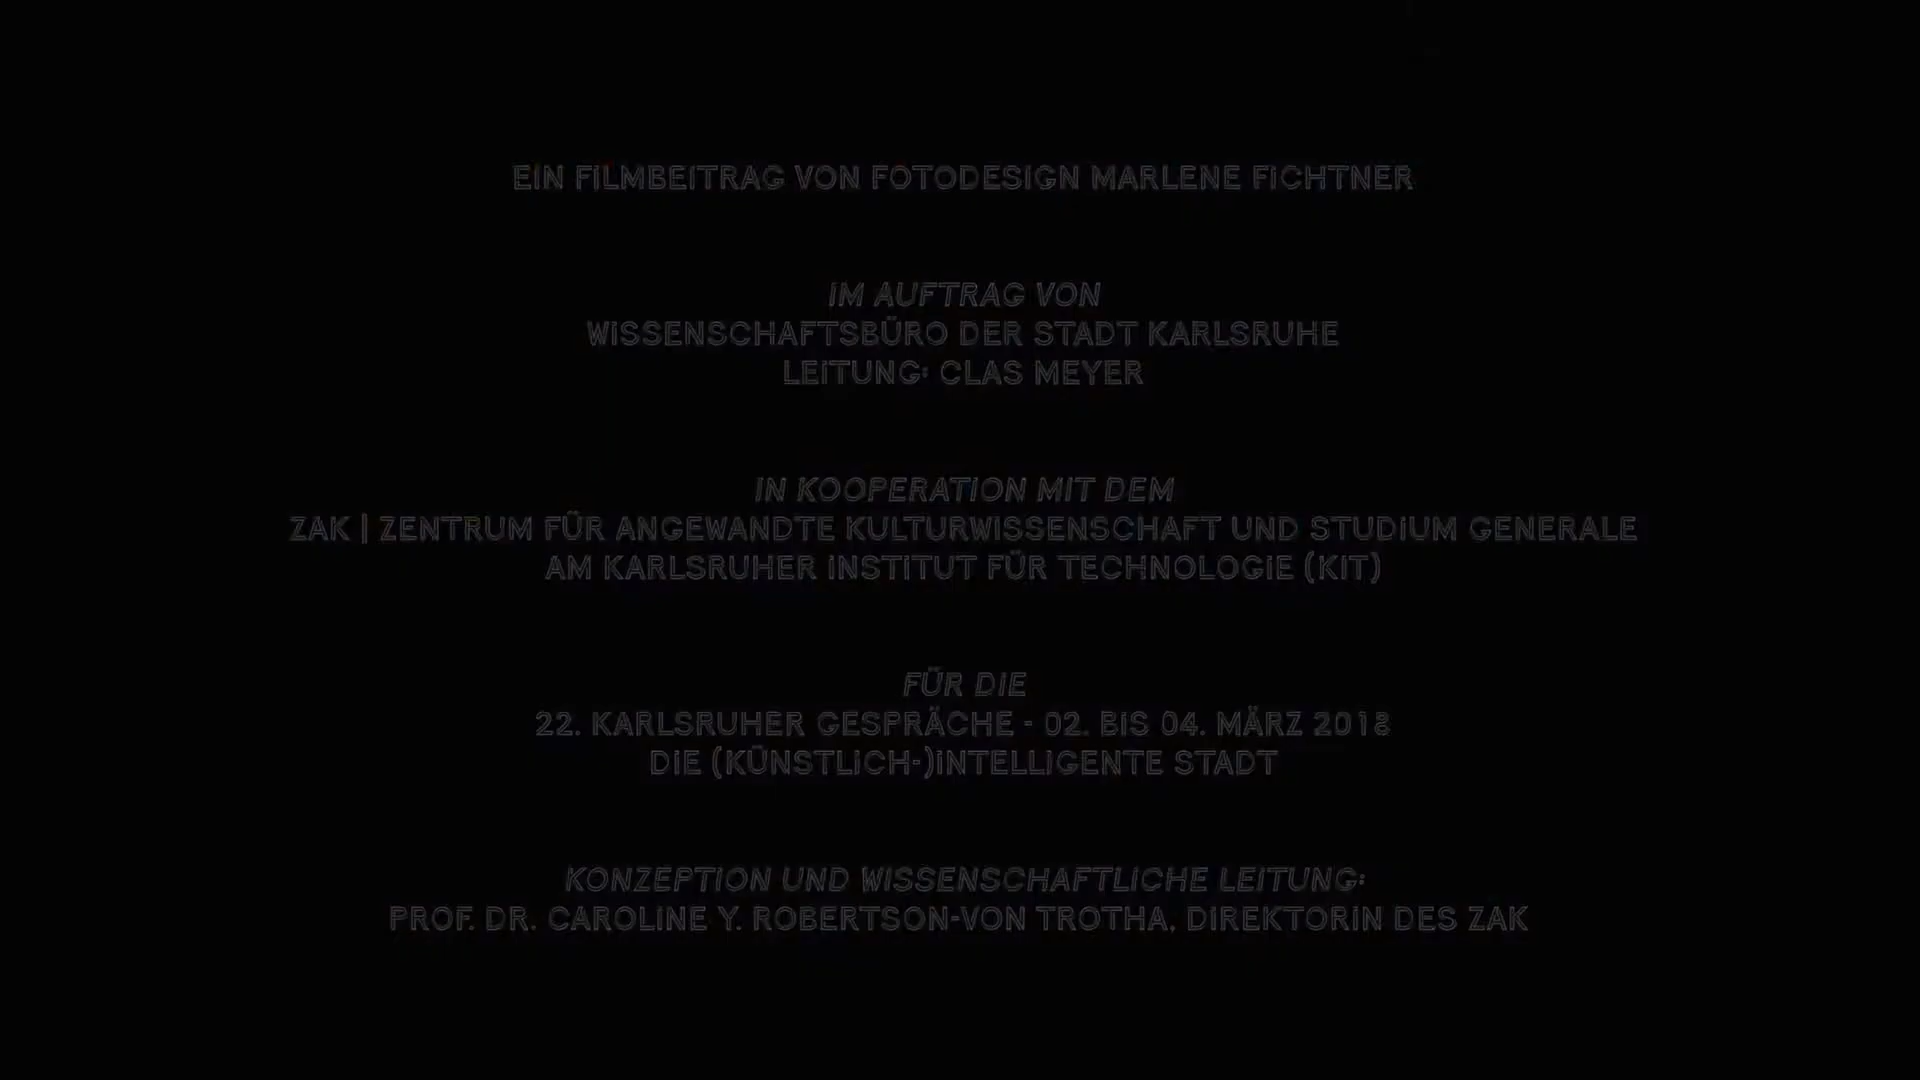 EIN FILMBEITRAG VON FOTODESIGN MARLENE FICHTNER
IM AUFTRAG VON
WISSENSCHAFTSBÜRO DER STADT KARLSRUHE
LEITUNG: CLAS MEYER
IN KOOPERATION MIT DEM
ZAK | ZENTRUM FÜR ANGEWANDTE KULTURWISSENSCHAFT UND STUDIUM GENERALE
AM KARLSRUHER INSTITUT FÜR TECHNOLOGIE (KIT)
FÜR DIE
22. KARLSRUHER GESPRÄCHE - 02. BIS 04. MÄRZ 2018
DIE (KÜNSTLICH-)INTELLIGENTE STADT
KONZEPTION UND WISSENSCHAFTLICHE LEITUNG:
PROF. DR. CAROLINE Y. ROBERTSON-VON TROTHA, DIREKTORIN DES ZAK